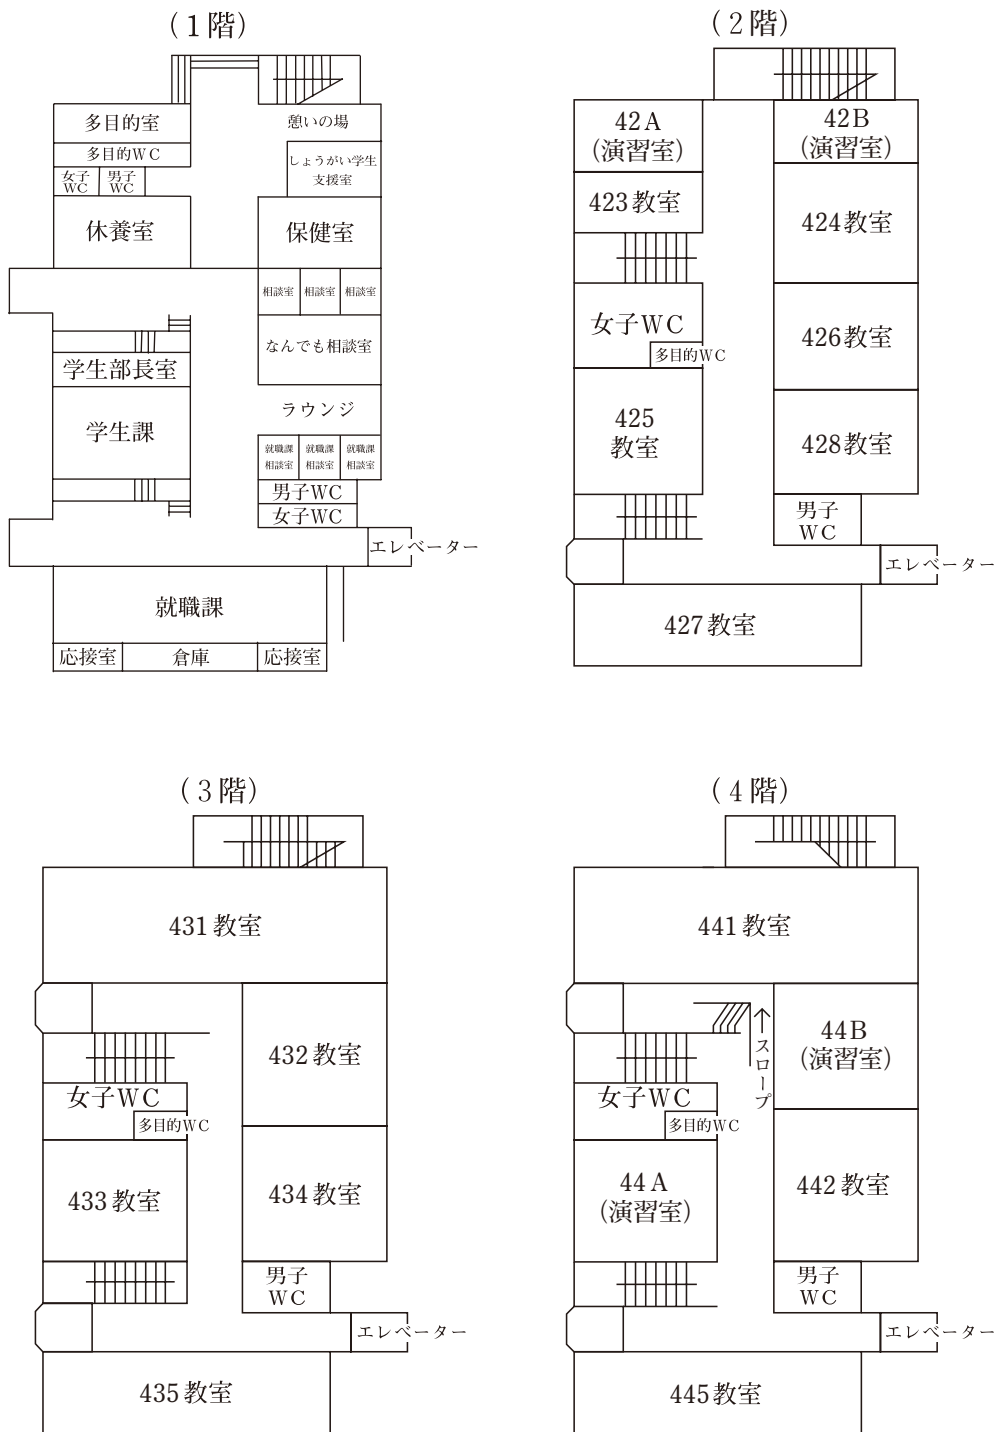 （１階）
多目的室
憩いの場
多目的ＷＣ
しょうがい学生
支援室
女子
WC
男子
WC
休養室
保健室
相談室
相談室
相談室
なんでも相談室
学生部長室
ラウンジ
学生課
就職課
相談室
就職課
相談室
就職課
相談室
男子WC
女子WC
エレベーター
就職課
応接室
倉庫
応接室
（２階）
42Ａ
（演習室）
42Ｂ
（演習室）
423教室
424教室
女子ＷＣ
多目的ＷＣ
426教室
425
教室
428教室
男子
ＷＣ
エレベーター
427教室
（３階）
431教室
432教室
女子ＷＣ
多目的ＷＣ
433教室
434教室
男子
ＷＣ
エレベーター
435教室
（４階）
441教室
スロープ
44Ｂ
（演習室）
女子ＷＣ
多目的ＷＣ
44Ａ
（演習室）
442教室
男子
ＷＣ
エレベーター
445教室